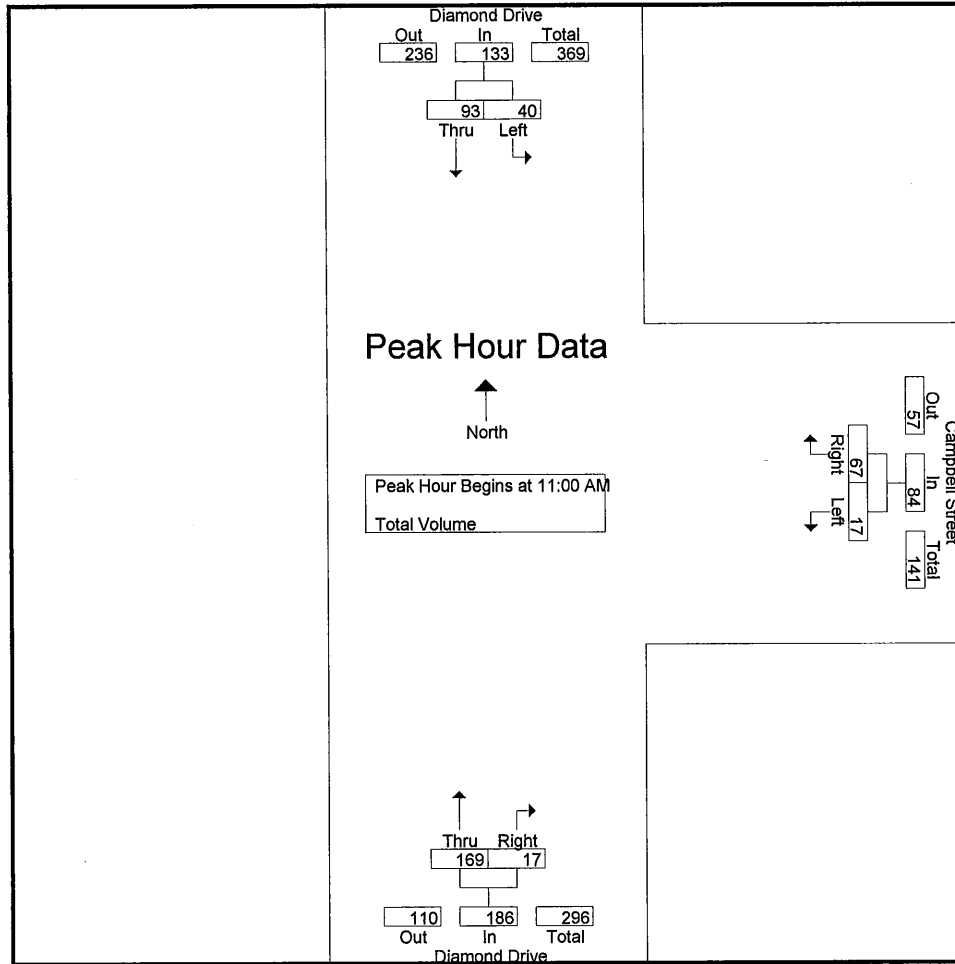 Diamond Drive
Out In Total
236 133 369
93 40
Thru Left
Peak Hour Data
North
Peak Hour Begins at 11:00 AM
Total Volume
Campbell Street
Out In Total
57 84 141
67 17
Right Left
Thru Right
169 17
110 186 296
Out In Total
Diamond Drive